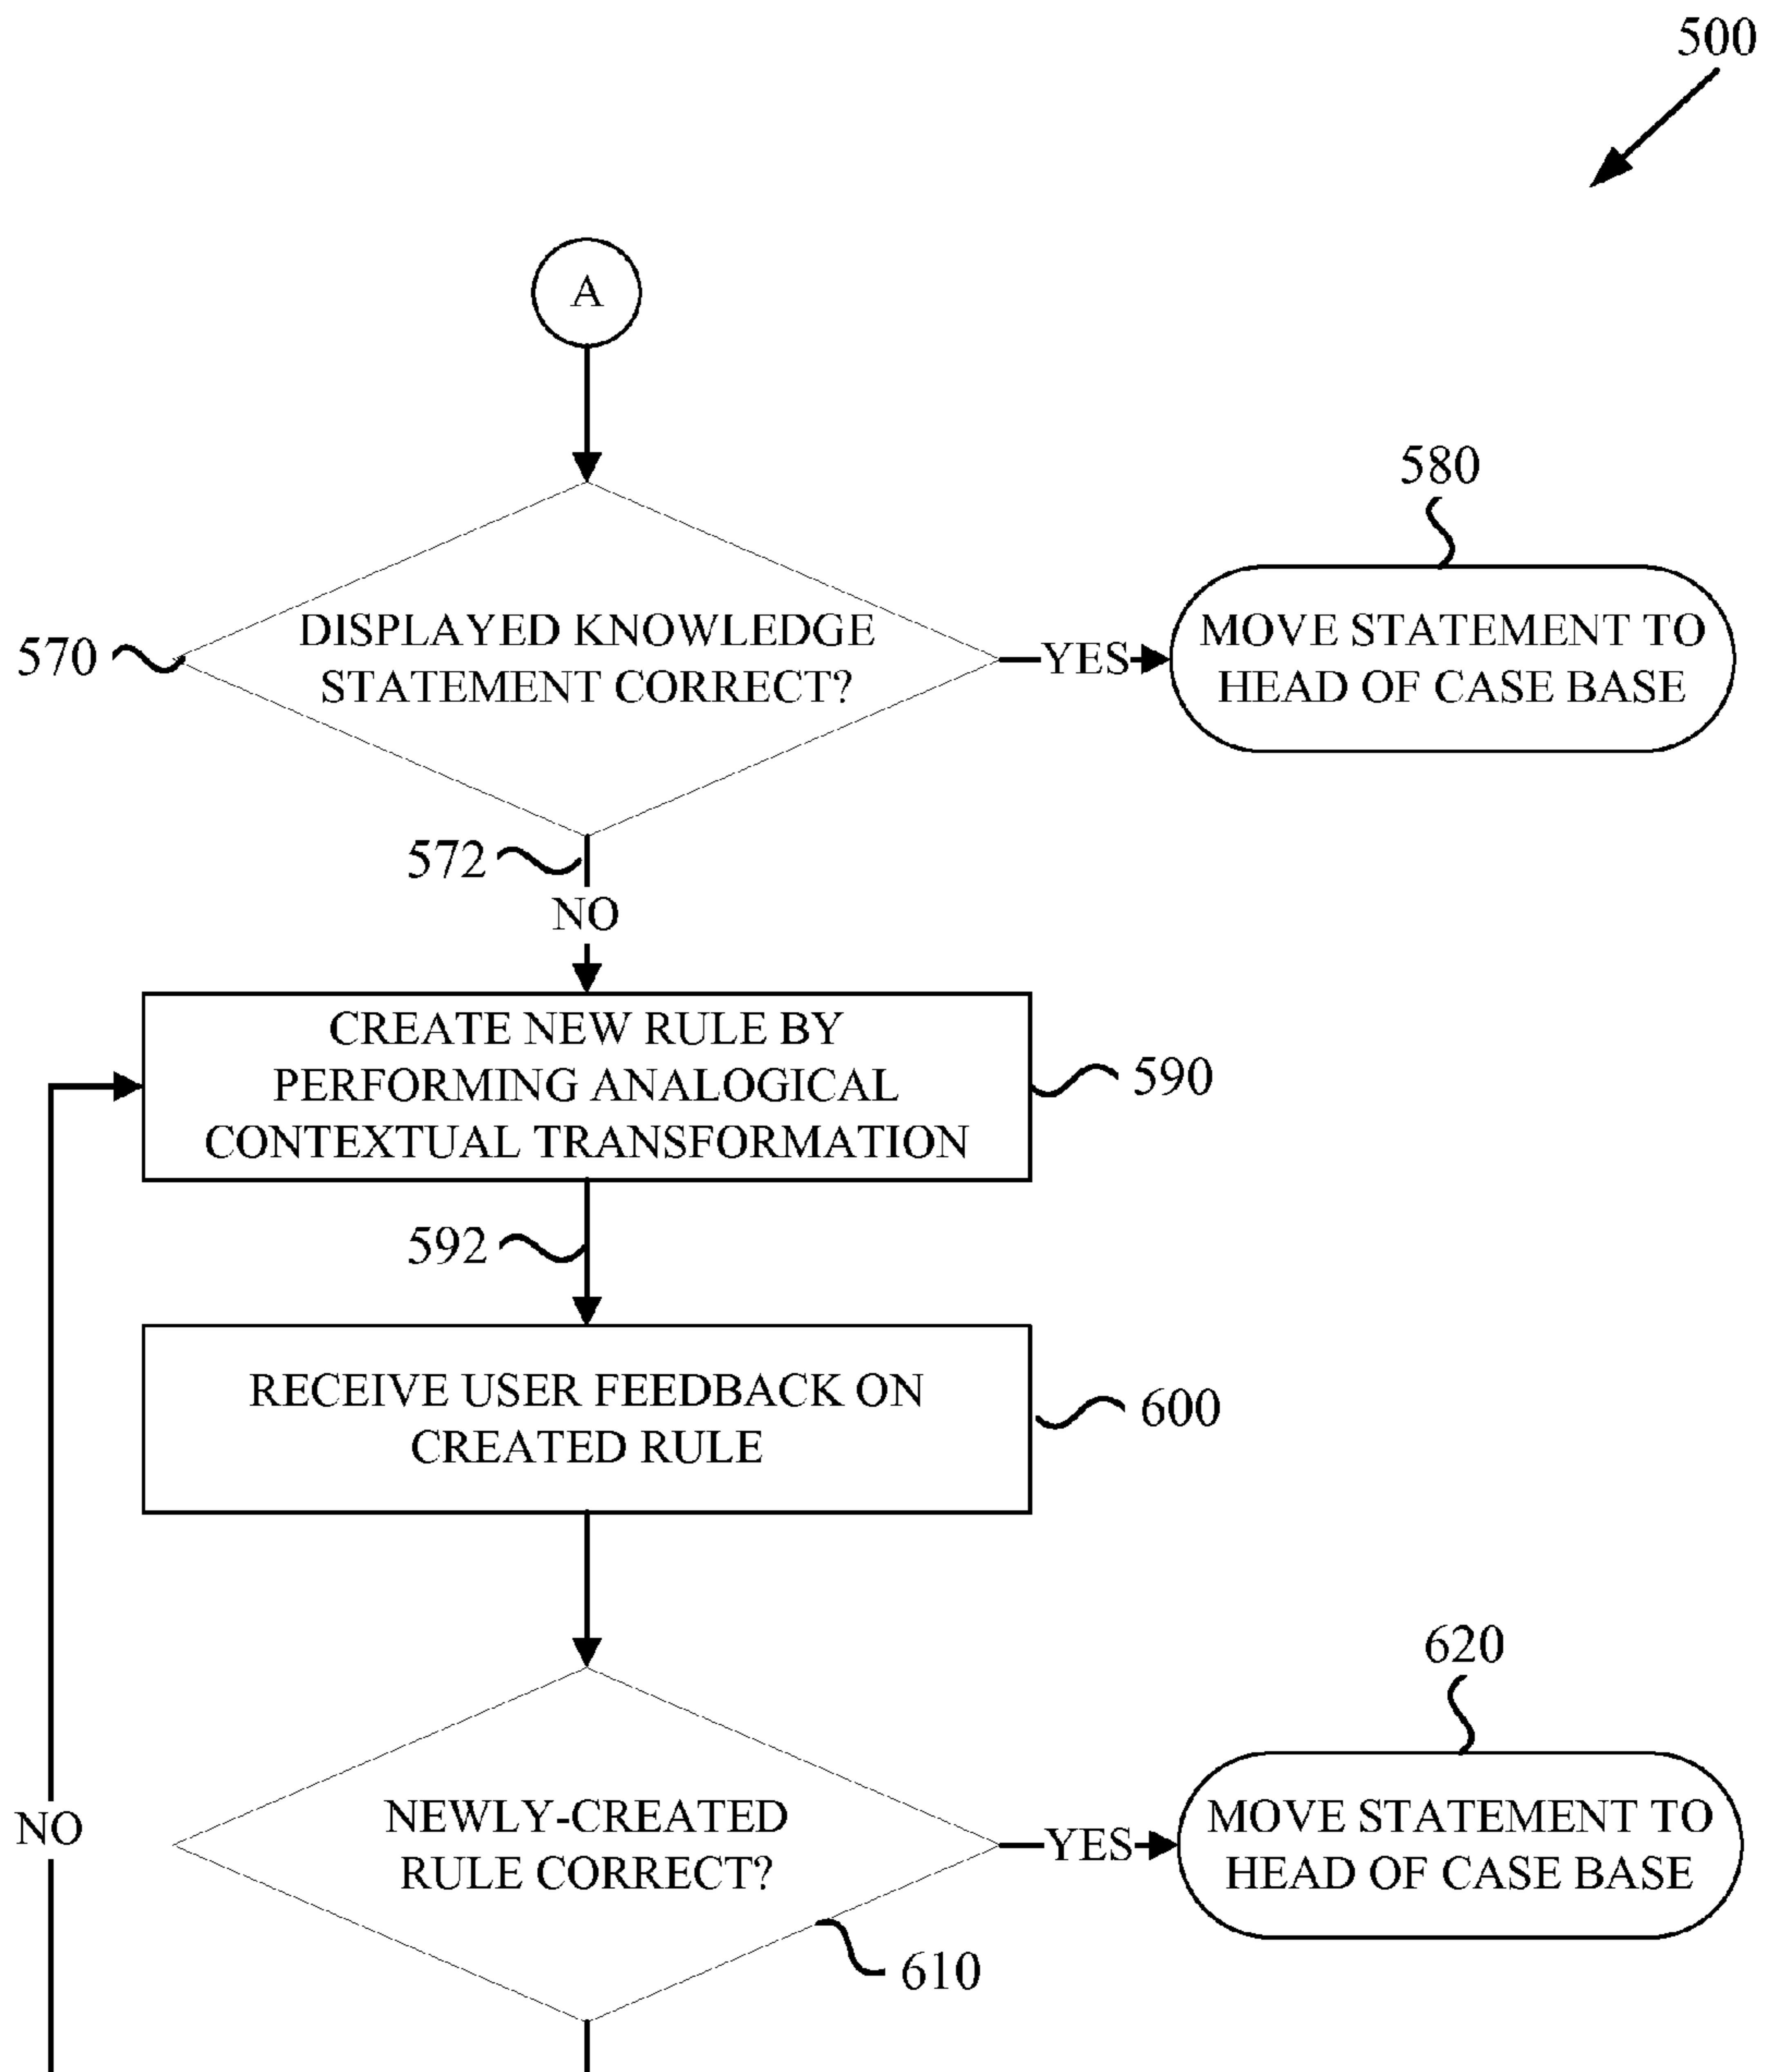 500
A
580
DISPLAYED KNOWLEDGE
STATEMENT CORRECT?
570
YES
MOVE STATEMENT TO
HEAD OF CASE BASE
572
NO
CREATE NEW RULE BY
PERFORMING ANALOGICAL
CONTEXTUAL TRANSFORMATION
590
592
RECEIVE USER FEEDBACK ON
CREATED RULE
600
620
NO
NEWLY-CREATED
RULE CORRECT?
YES
MOVE STATEMENT TO
HEAD OF CASE BASE
610